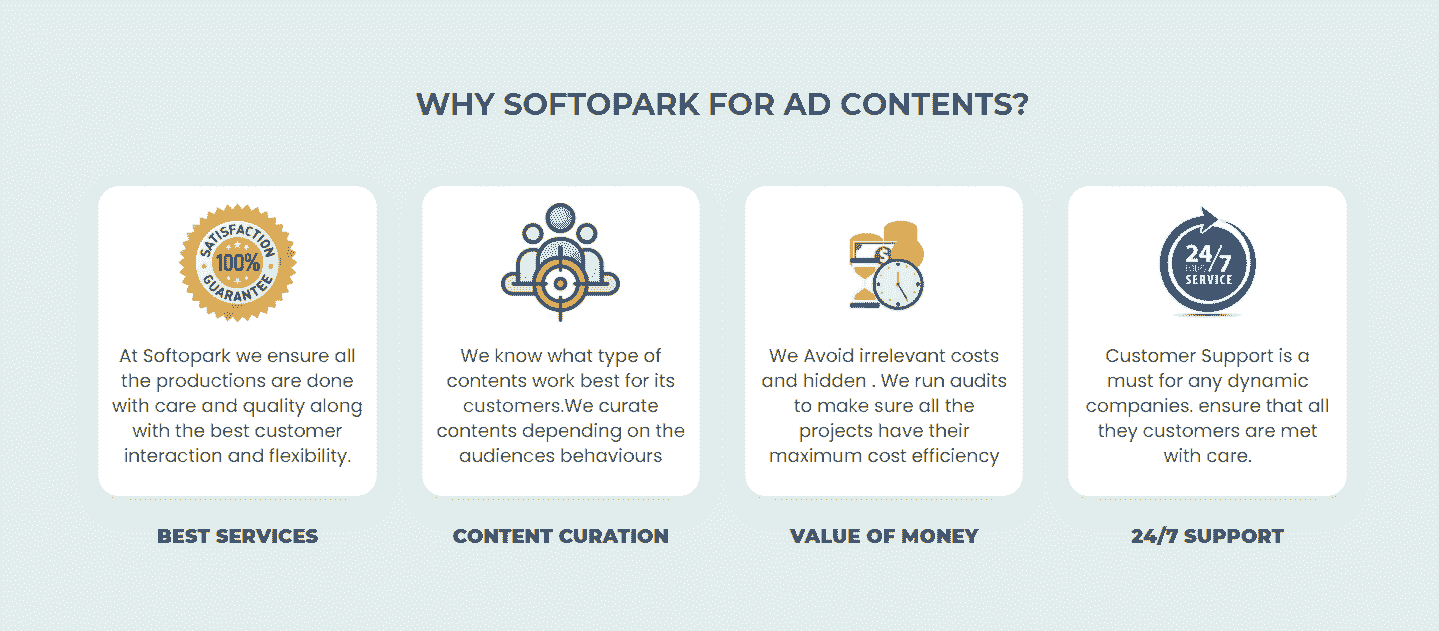 WHY SOFTOPARK FOR AD CONTENTS?
SATISFACTION
100%
GUARANTEE
At Softopark we ensure all
the productions are done
with care and quality along
with the best customer
interaction and flexibility.
BEST SERVICES
We know what type of
contents work best for its
customers.We curate
contents depending on the
audiences behaviours
CONTENT CURATION
$
We Avoid irrelevant costs
and hidden . We run audits
to make sure all the
projects have their
maximum cost efficiency
VALUE OF MONEY
24/7
SERVICE
Customer Support is a
must for any dynamic
companies. ensure that all
they customers are met
with care.
24/7 SUPPORT